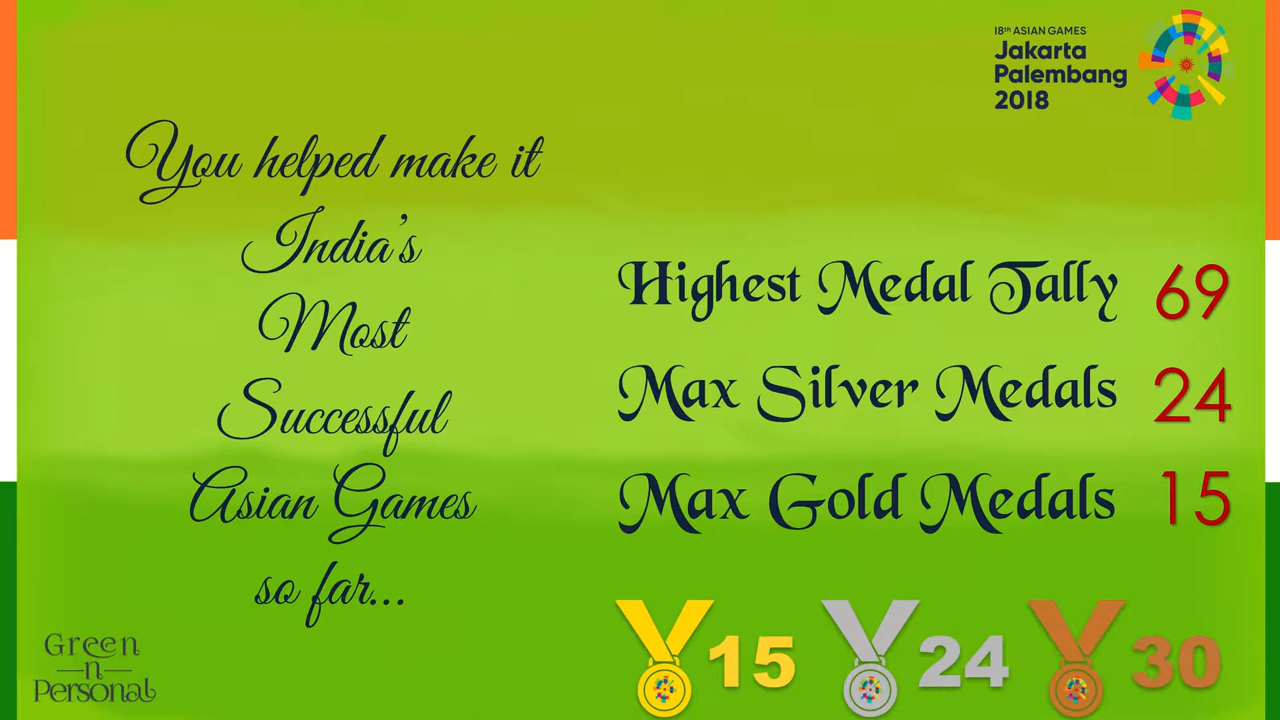 18th ASIAN GAMES
Jakarta
Palembang
2018
You helped make it
India's
Most
Successful
Asian Games
so far...
Highest Medal Tally 69
Max Silver Medals 24
Max Gold Medals 15
15 24 30
Green
n
Personal